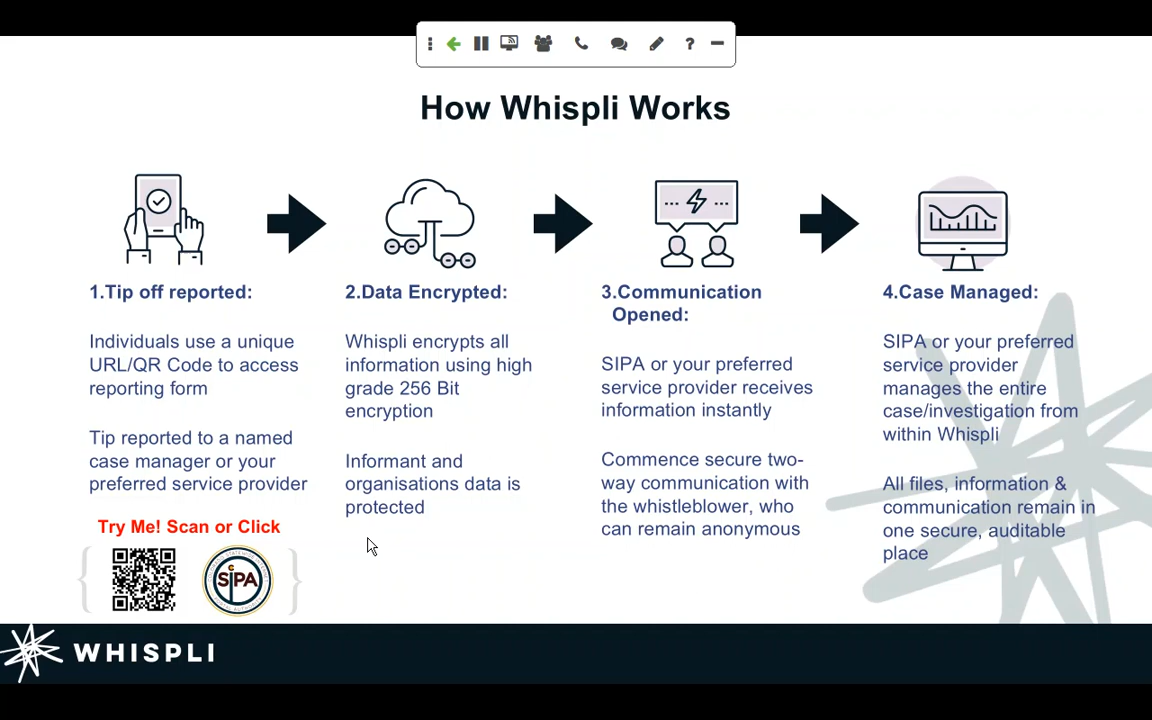 How Whispli Works
1.Tip off reported:
Individuals use a unique
URL/QR Code to access
reporting form
Tip reported to a named
case manager or your
preferred service provider
Try Me! Scan or Click
SIPA
2.Data Encrypted:
Whispli encrypts all
information using high
grade 256 Bit
encryption
Informant and
organisations data is
protected
3.Communication
Opened:
SIPA or your preferred
service provider receives
information instantly
Commence secure two-
way communication with
the whistleblower, who
can remain anonymous
4.Case Managed:
SIPA or your preferred
service provider
manages the entire
case/investigation from
within Whispli
All files, information &
communication remain in
one secure, auditable
place
WHISPLI